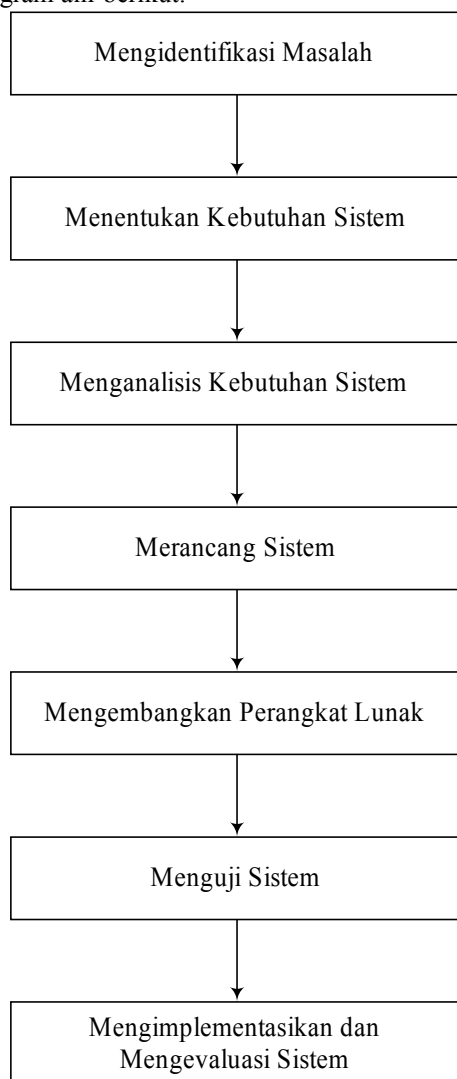 Mengidentifikasi Masalah
Menentukan Kebutuhan Sistem
Menganalisis Kebutuhan Sistem
Merancang Sistem
Mengembangkan Perangkat Lunak
Menguji Sistem
Mengimplementasikan dan
Mengevaluasi Sistem